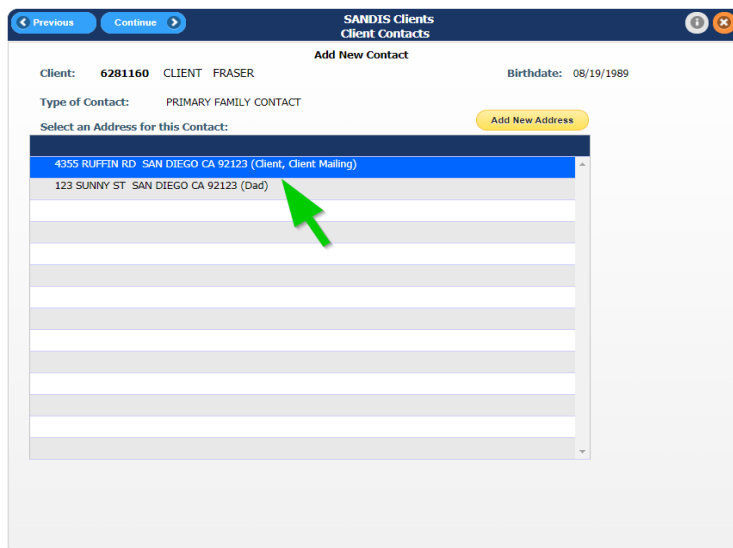 Previous Continue SANDIS Clients
Client Contacts
Add New Contact
Client: 6281160 CLIENT FRASER Birthdate: 08/19/1989
Type of Contact: PRIMARY FAMILY CONTACT
Add New Address
Select an Address for this Contact:
4355 RUFFIN RD SAN DIEGO CA 92123 (Client, Client Mailing)
123 SUNNY ST SAN DIEGO CA 92123 (Dad)